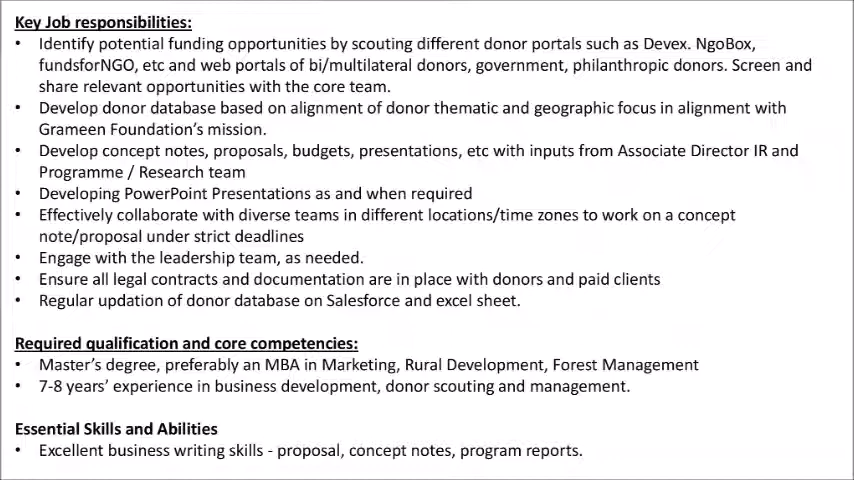 Key Job responsibilities:
• Identify potential funding opportunities by scouting different donor portals such as Devex. NgoBox,
fundsforNGO, etc and web portals of bi/multilateral donors, government, philanthropic donors. Screen and
share relevant opportunities with the core team.
• Develop donor database based on alignment of donor thematic and geographic focus in alignment with
Grameen Foundation's mission.
• Develop concept notes, proposals, budgets, presentations, etc with inputs from Associate Director IR and
Programme / Research team
• Developing PowerPoint Presentations as and when required
• Effectively collaborate with diverse teams in different locations/time zones to work on a concept
note/proposal under strict deadlines
• Engage with the leadership team, as needed.
• Ensure all legal contracts and documentation are in place with donors and paid clients
• Regular updation of donor database on Salesforce and excel sheet.
Required qualification and core competencies:
• Master's degree, preferably an MBA in Marketing, Rural Development, Forest Management
• 7-8 years' experience in business development, donor scouting and management.
Essential Skills and Abilities
• Excellent business writing skills - proposal, concept notes, program reports.